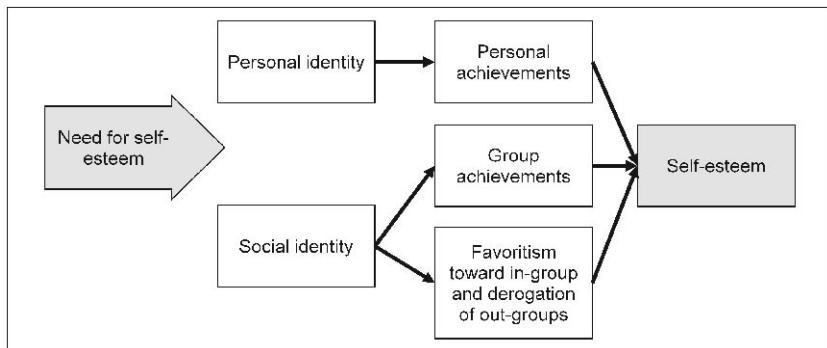 Need for self-
esteem
Personal identity
Personal
achievements
Social identity
Group
achievements
Favoritism
toward in-group
and derogation
of out-groups
Self-esteem